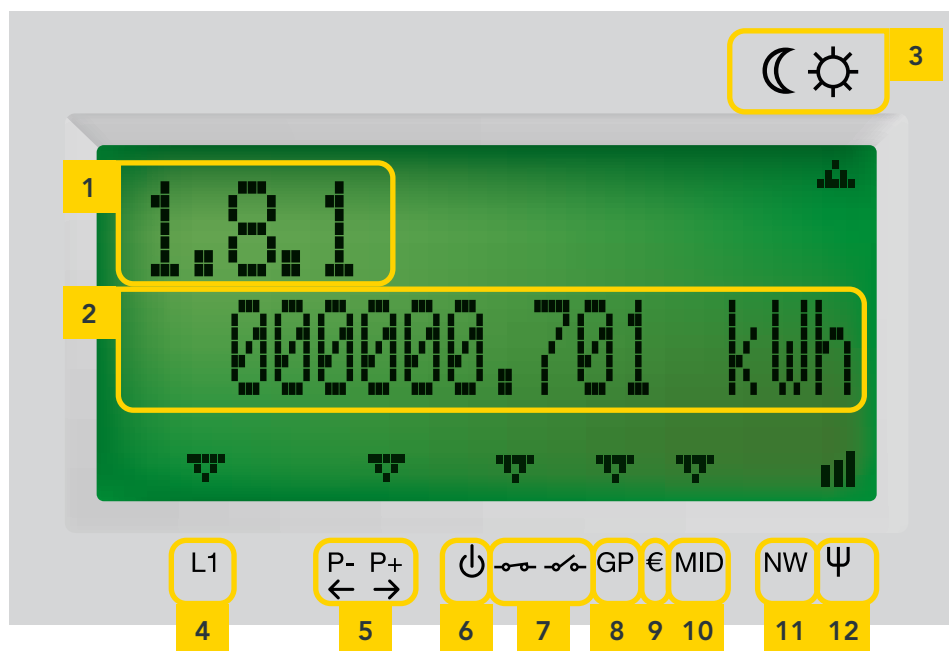 3
1
1.8.1
2
000000.701 kWh
L1 P- P+ GP € MID NW Ψ
← →
4 5 6 7 8 9 10 11 12